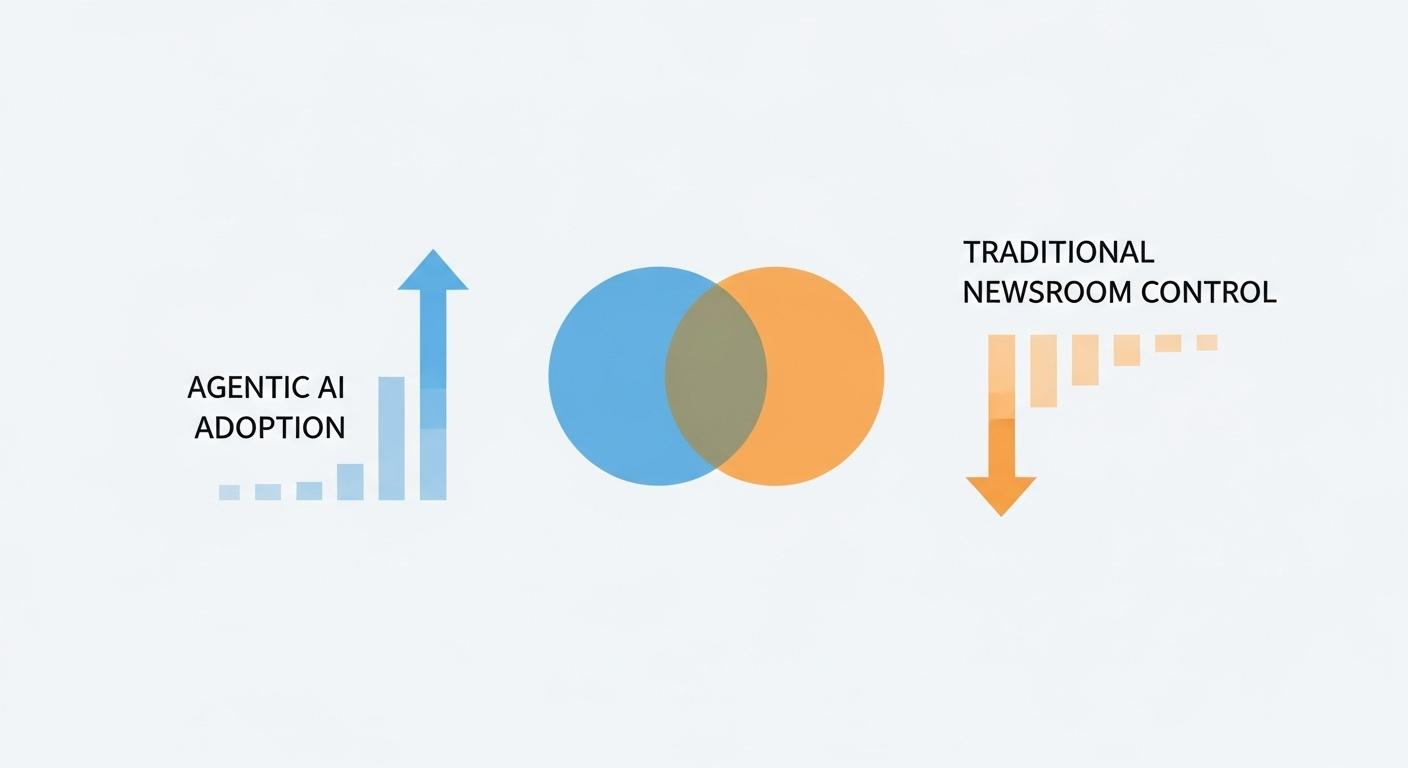 AGENTIC AI
ADOPTION
TRADITIONAL
NEWSROOM CONTROL